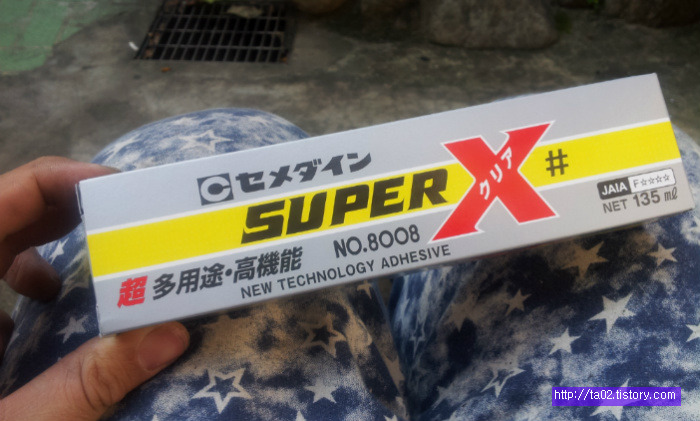 C セメダイン
SUPER X クリア #
JAIA F☆☆☆☆
NET 135 ml
超 多用途・高機能 NO.8008
NEW TECHNOLOGY ADHESIVE
http://ta02.tistory.com